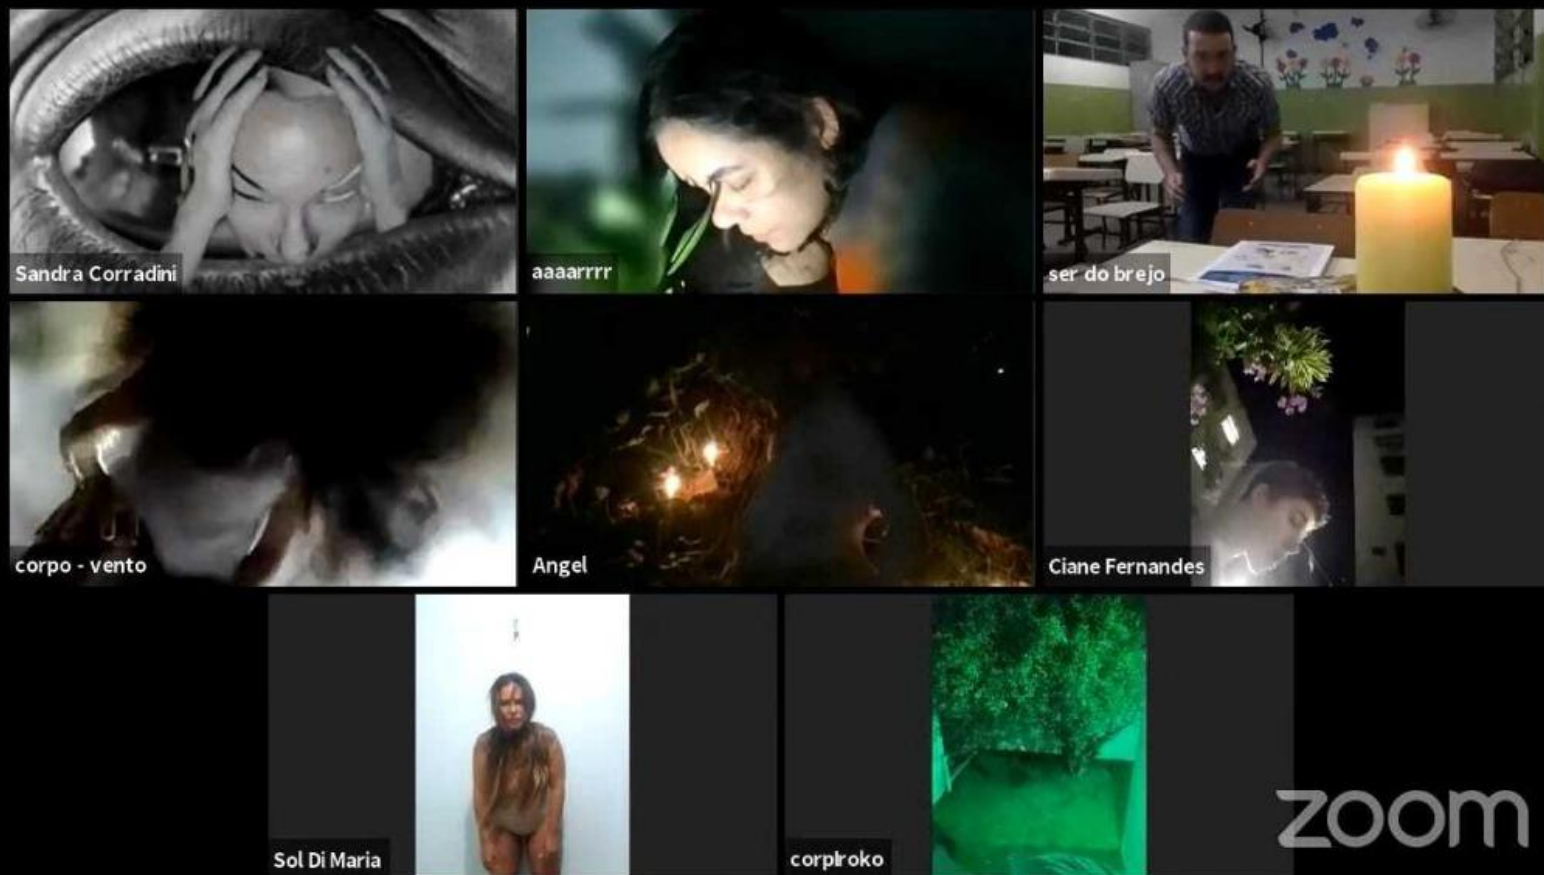 Sandra Corradini
aaaarrrr
ser do brejo
corpo - vento
Angel
Ciane Fernandes
Sol Di Maria
corpIroko
zoom